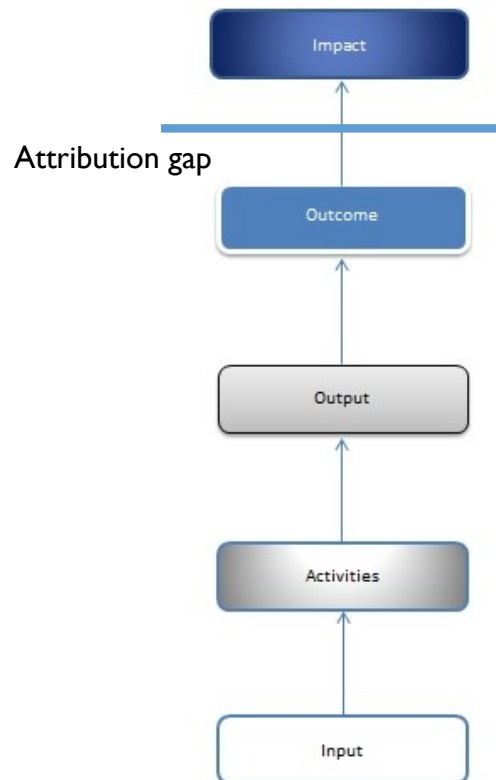 Impact
Attribution gap
Outcome
Output
Activities
Input